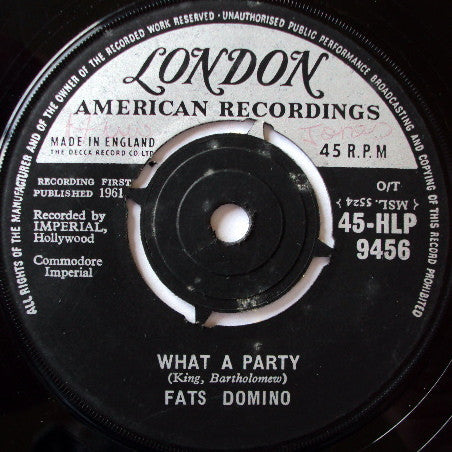 ALL RIGHTS OF THE MANUFACTURER AND OF THE OWNER OF THE RECORDED WORK RESERVED · UNAUTHORISED PUBLIC PERFORMANCE BROADCASTING AND COPYING OF THIS RECORD PROHIBITED
LONDON
AMERICAN RECORDINGS
MADE IN ENGLAND
THE DECCA RECORD CO. LTD.
45 R.P.M
RECORDING FIRST
PUBLISHED 1961
O/T
{ MSL. 5524 }
Recorded by
IMPERIAL,
Hollywood
45-HLP
9456
Commodore
Imperial
WHAT A PARTY
(King, Bartholomew)
FATS DOMINO